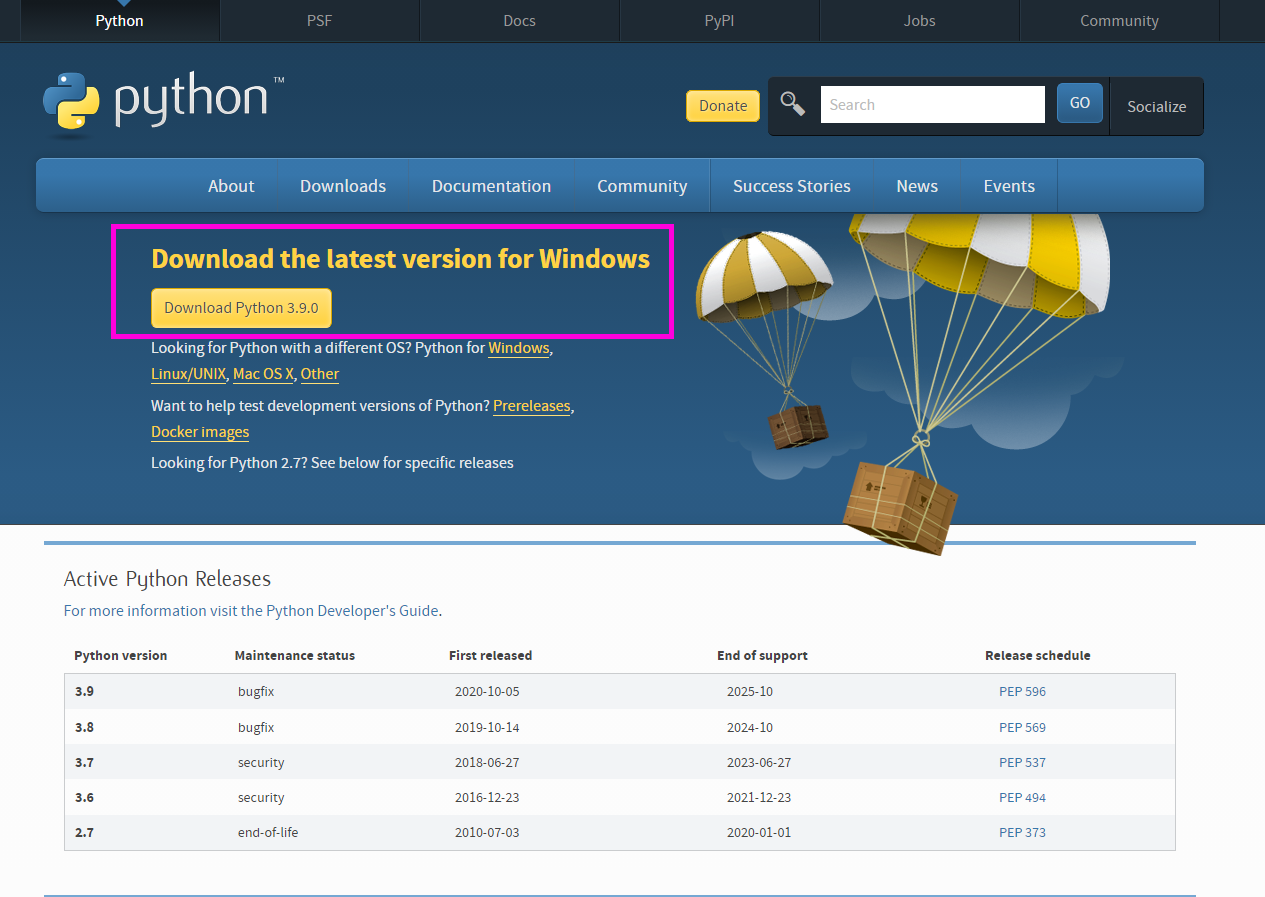 Python PSF Docs PyPI Jobs Community
python™
Donate Search GO Socialize
About Downloads Documentation Community Success Stories News Events
Download the latest version for Windows
Download Python 3.9.0
Looking for Python with a different OS? Python for Windows,
Linux/UNIX, Mac OS X, Other
Want to help test development versions of Python? Prereleases,
Docker images
Looking for Python 2.7? See below for specific releases
Active Python Releases
For more information visit the Python Developer's Guide.
Python version Maintenance status First released End of support Release schedule
3.9 bugfix 2020-10-05 2025-10 PEP 596
3.8 bugfix 2019-10-14 2024-10 PEP 569
3.7 security 2018-06-27 2023-06-27 PEP 537
3.6 security 2016-12-23 2021-12-23 PEP 494
2.7 end-of-life 2010-07-03 2020-01-01 PEP 373